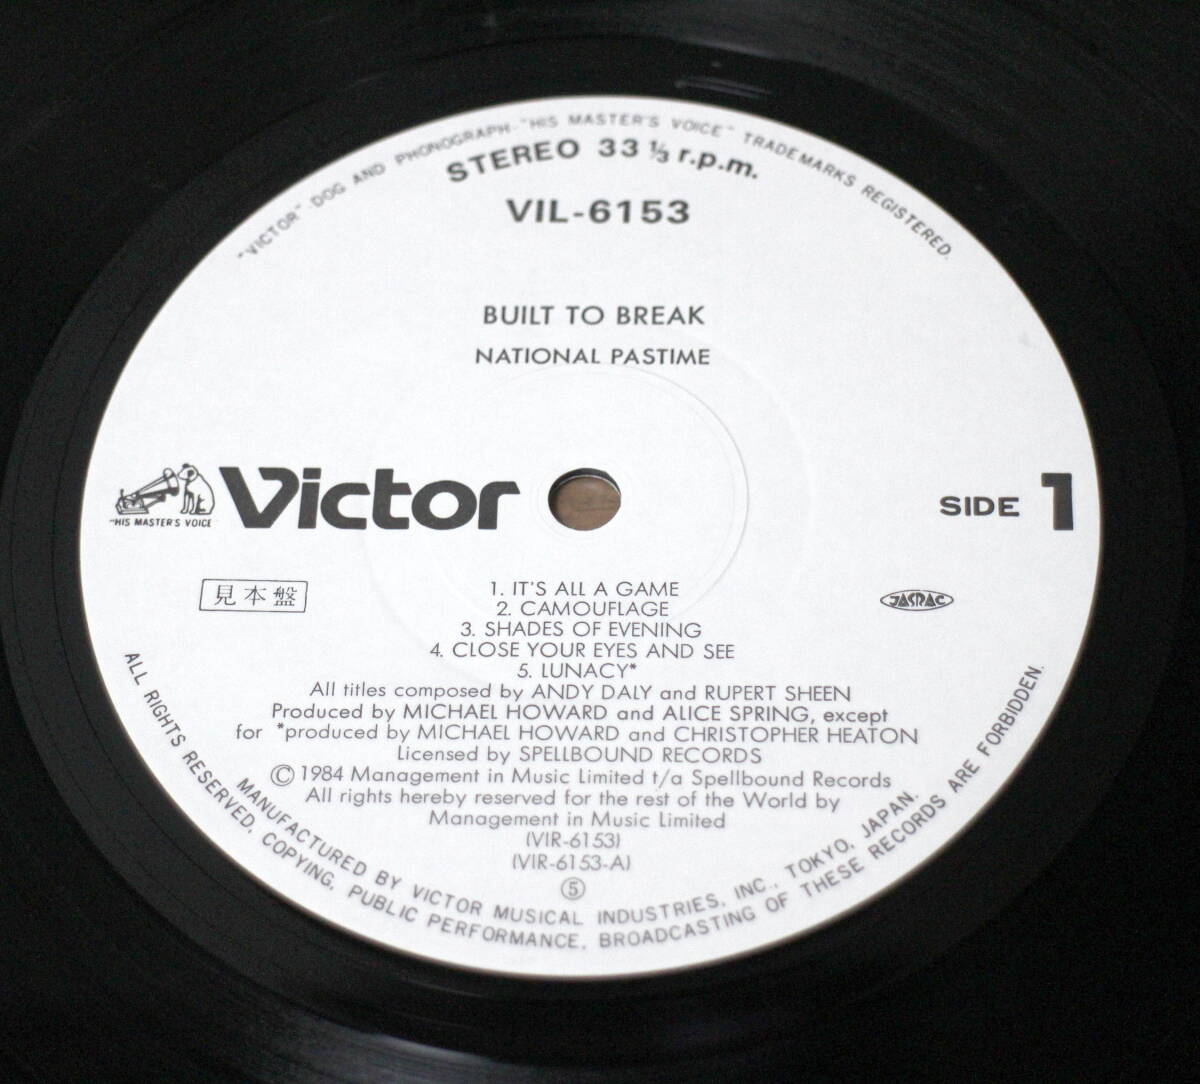 "VICTOR"-DOG AND PHONOGRAPH-"HIS MASTER'S VOICE" TRADEMARKS REGISTERED.
STEREO 33 ⅓ r.p.m.
VIL-6153
BUILT TO BREAK
NATIONAL PASTIME
"HIS MASTER'S VOICE"
Victor
SIDE 1
見本盤
JASRAC
1. IT'S ALL A GAME
2. CAMOUFLAGE
3. SHADES OF EVENING
4. CLOSE YOUR EYES AND SEE
5. LUNACY*
All titles composed by ANDY DALY and RUPERT SHEEN
Produced by MICHAEL HOWARD and ALICE SPRING, except
for *produced by MICHAEL HOWARD and CHRISTOPHER HEATON
Licensed by SPELLBOUND RECORDS
Ⓒ 1984 Management in Music Limited t/a Spellbound Records
All rights hereby reserved for the rest of the World by
Management in Music Limited
(VIR-6153)
(VIR-6153-A)
⑤
MANUFACTURED BY VICTOR MUSICAL INDUSTRIES, INC., TOKYO, JAPAN.
ALL RIGHTS RESERVED. COPYING, PUBLIC PERFORMANCE, BROADCASTING OF THESE RECORDS ARE FORBIDDEN.